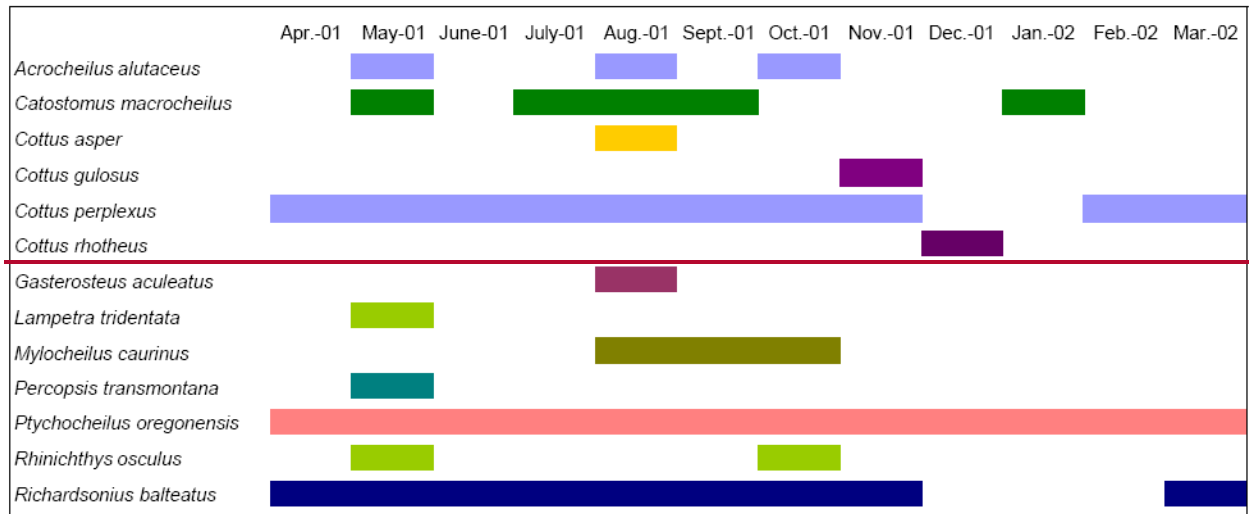 Apr.-01 May-01 June-01 July-01 Aug.-01 Sept.-01 Oct.-01 Nov.-01 Dec.-01 Jan.-02 Feb.-02 Mar.-02
Acrocheilus alutaceus
Catostomus macrocheilus
Cottus asper
Cottus gulosus
Cottus perplexus
Cottus rhotheus
Gasterosteus aculeatus
Lampetra tridentata
Mylocheilus caurinus
Percopsis transmontana
Ptychocheilus oregonensis
Rhinichthys osculus
Richardsonius balteatus